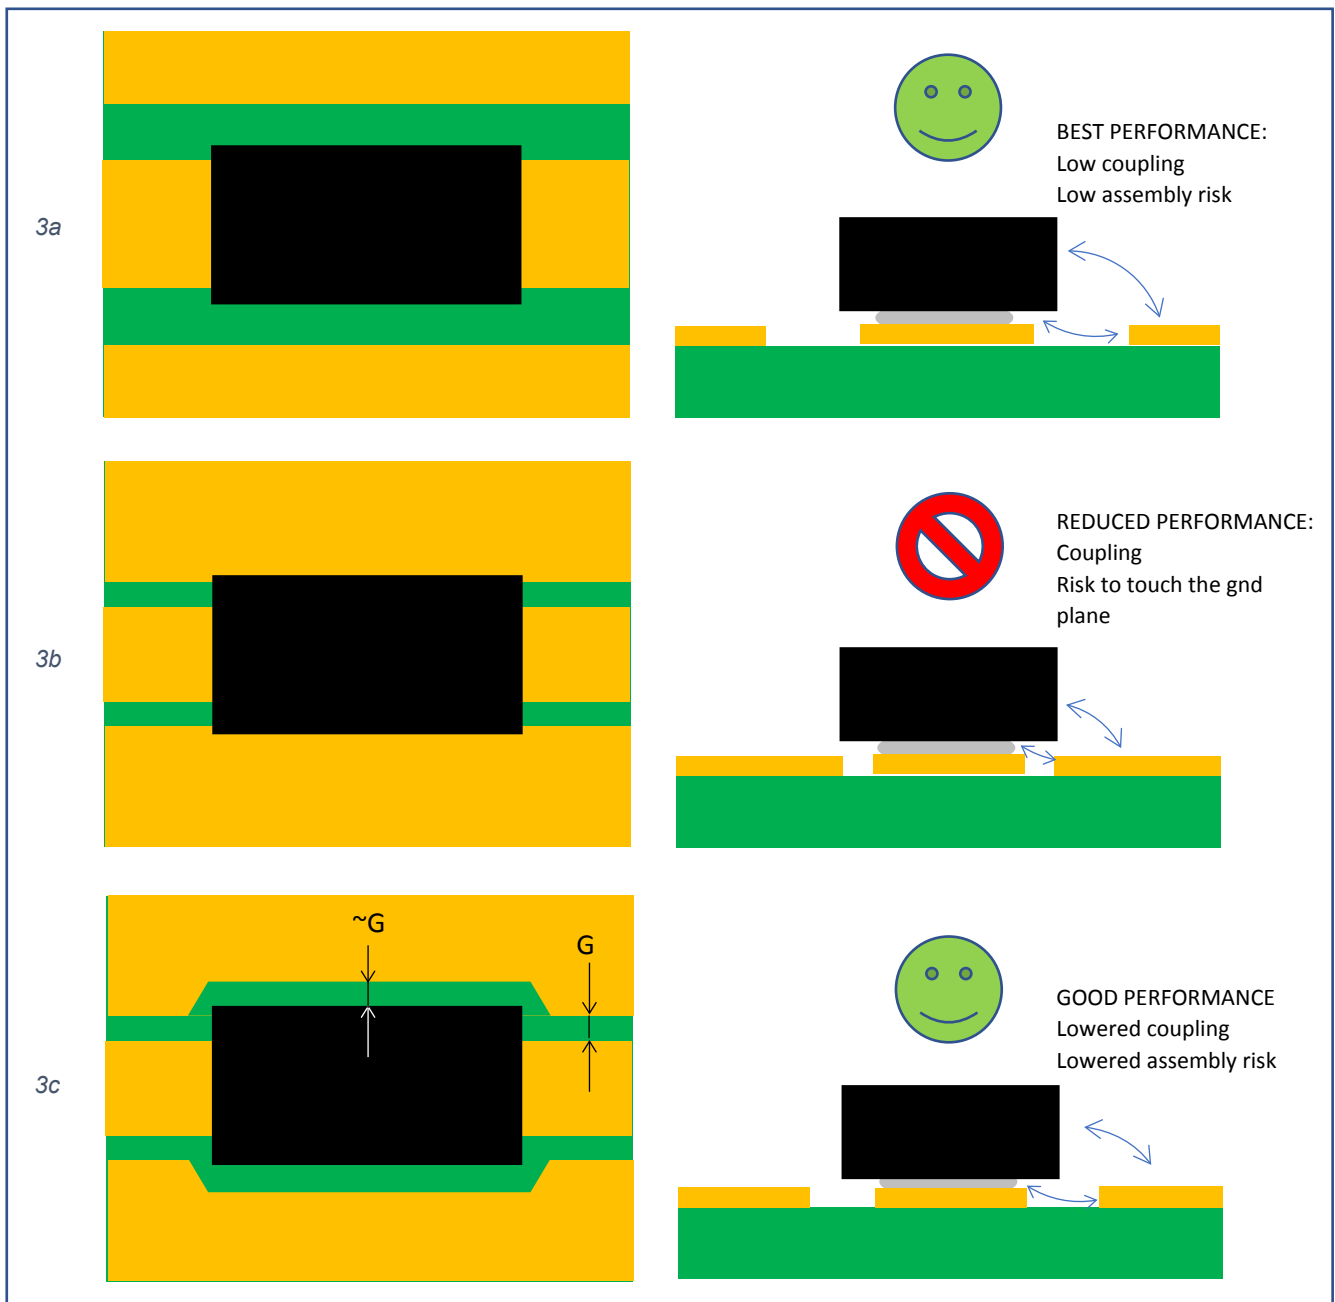 3a
BEST PERFORMANCE:
Low coupling
Low assembly risk
3b
REDUCED PERFORMANCE:
Coupling
Risk to touch the gnd
plane
3c
~G
G
GOOD PERFORMANCE
Lowered coupling
Lowered assembly risk